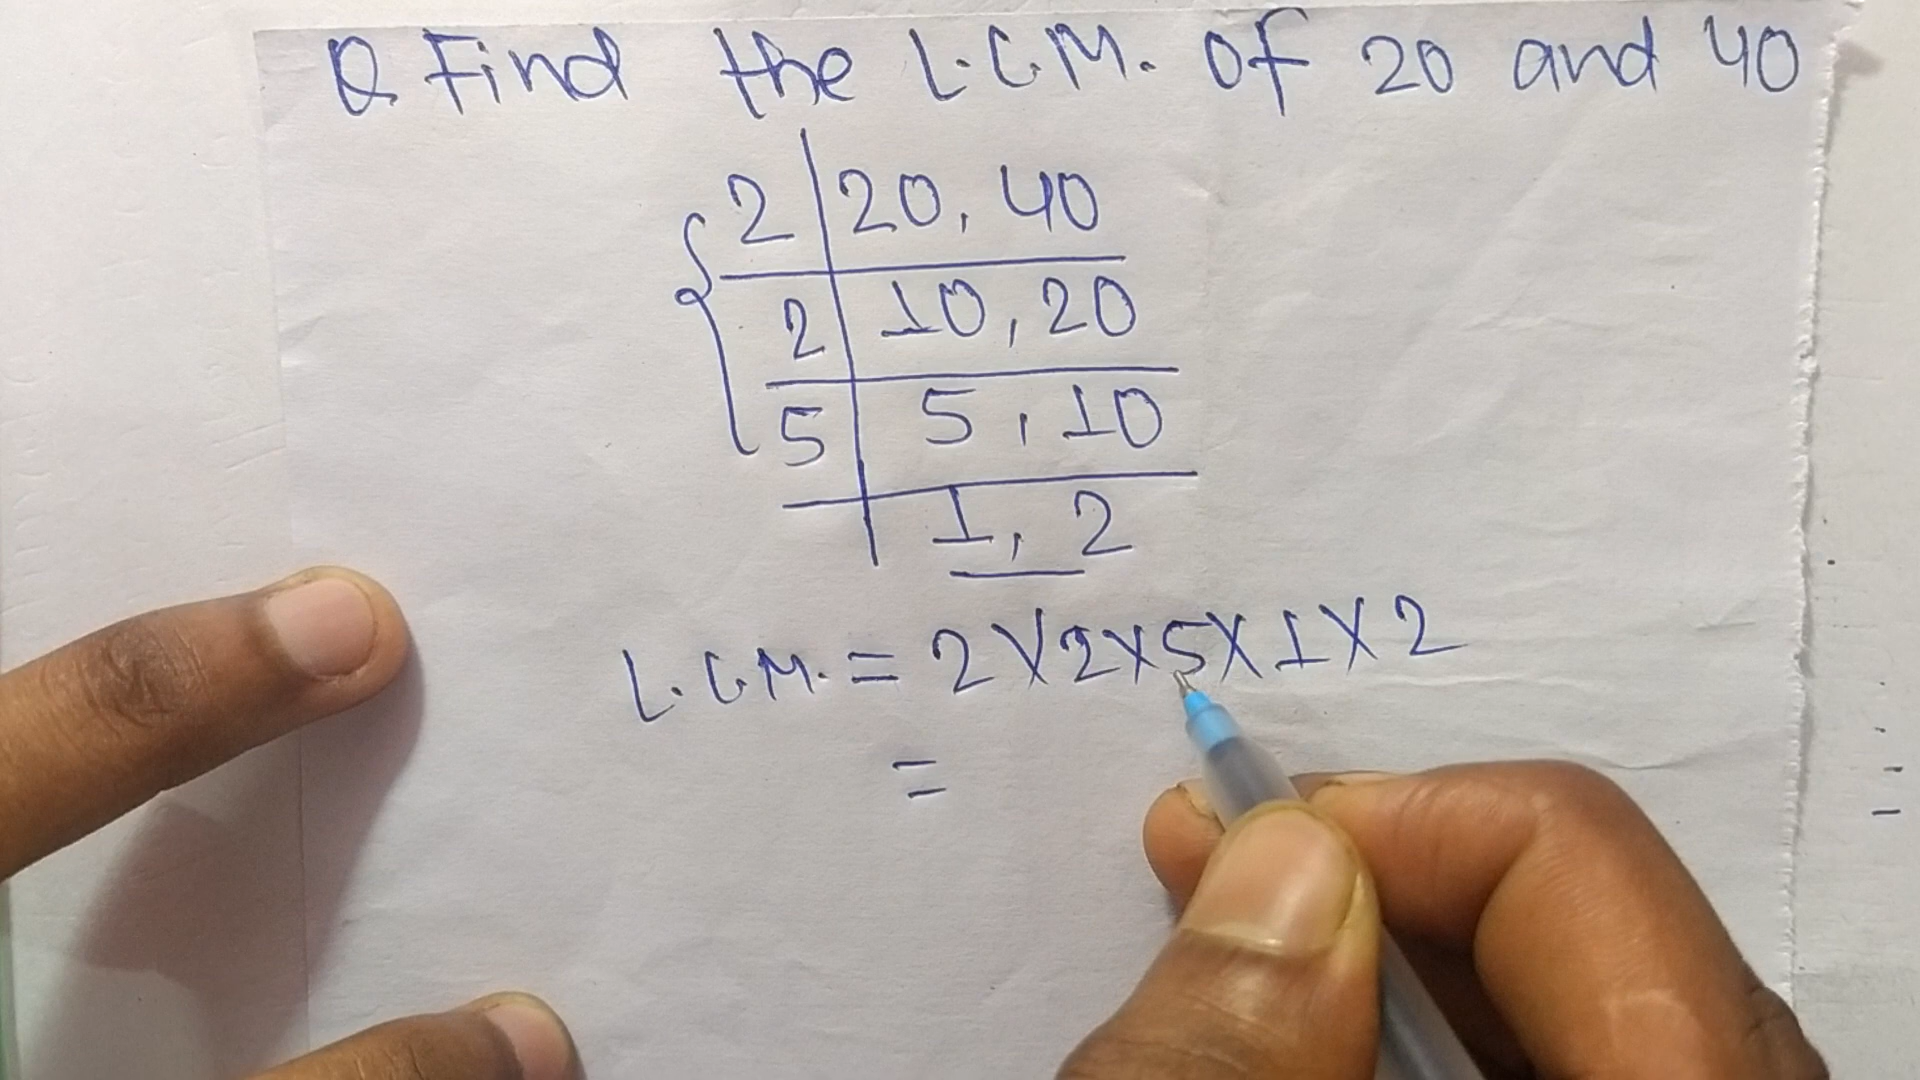 Q Find the L.C.M. of 20 and 40
2 | 20, 40
2 | 10, 20
5 | 5, 10
1, 2
L.C.M. = 2 X 2 X 5 X 1 X 2
=